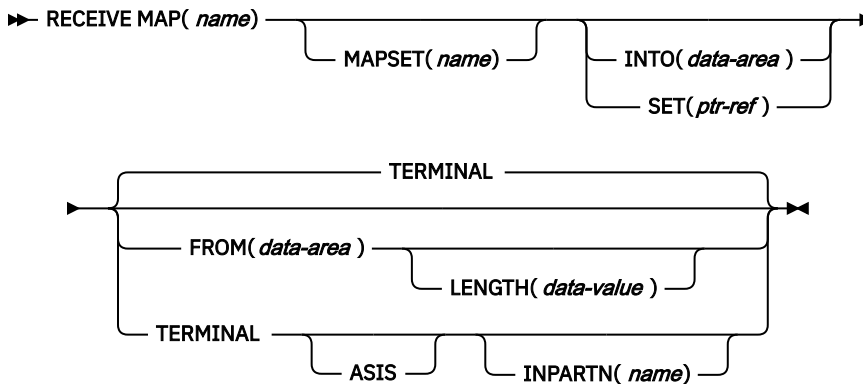 RECEIVE MAP( name)
MAPSET( name)
INTO( data-area )
SET( ptr-ref )
TERMINAL
FROM( data-area )
LENGTH( data-value )
TERMINAL
ASIS
INPARTN( name)